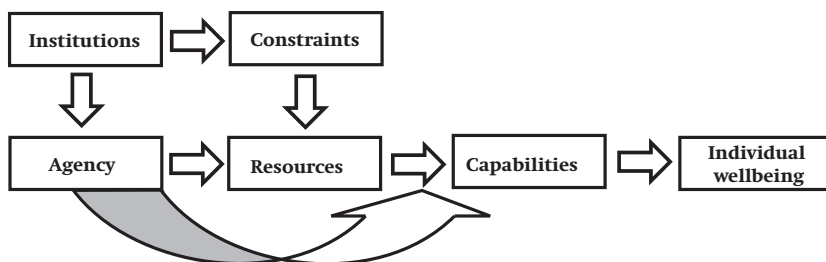 Institutions
Constraints
Agency
Resources
Capabilities
Individual
wellbeing